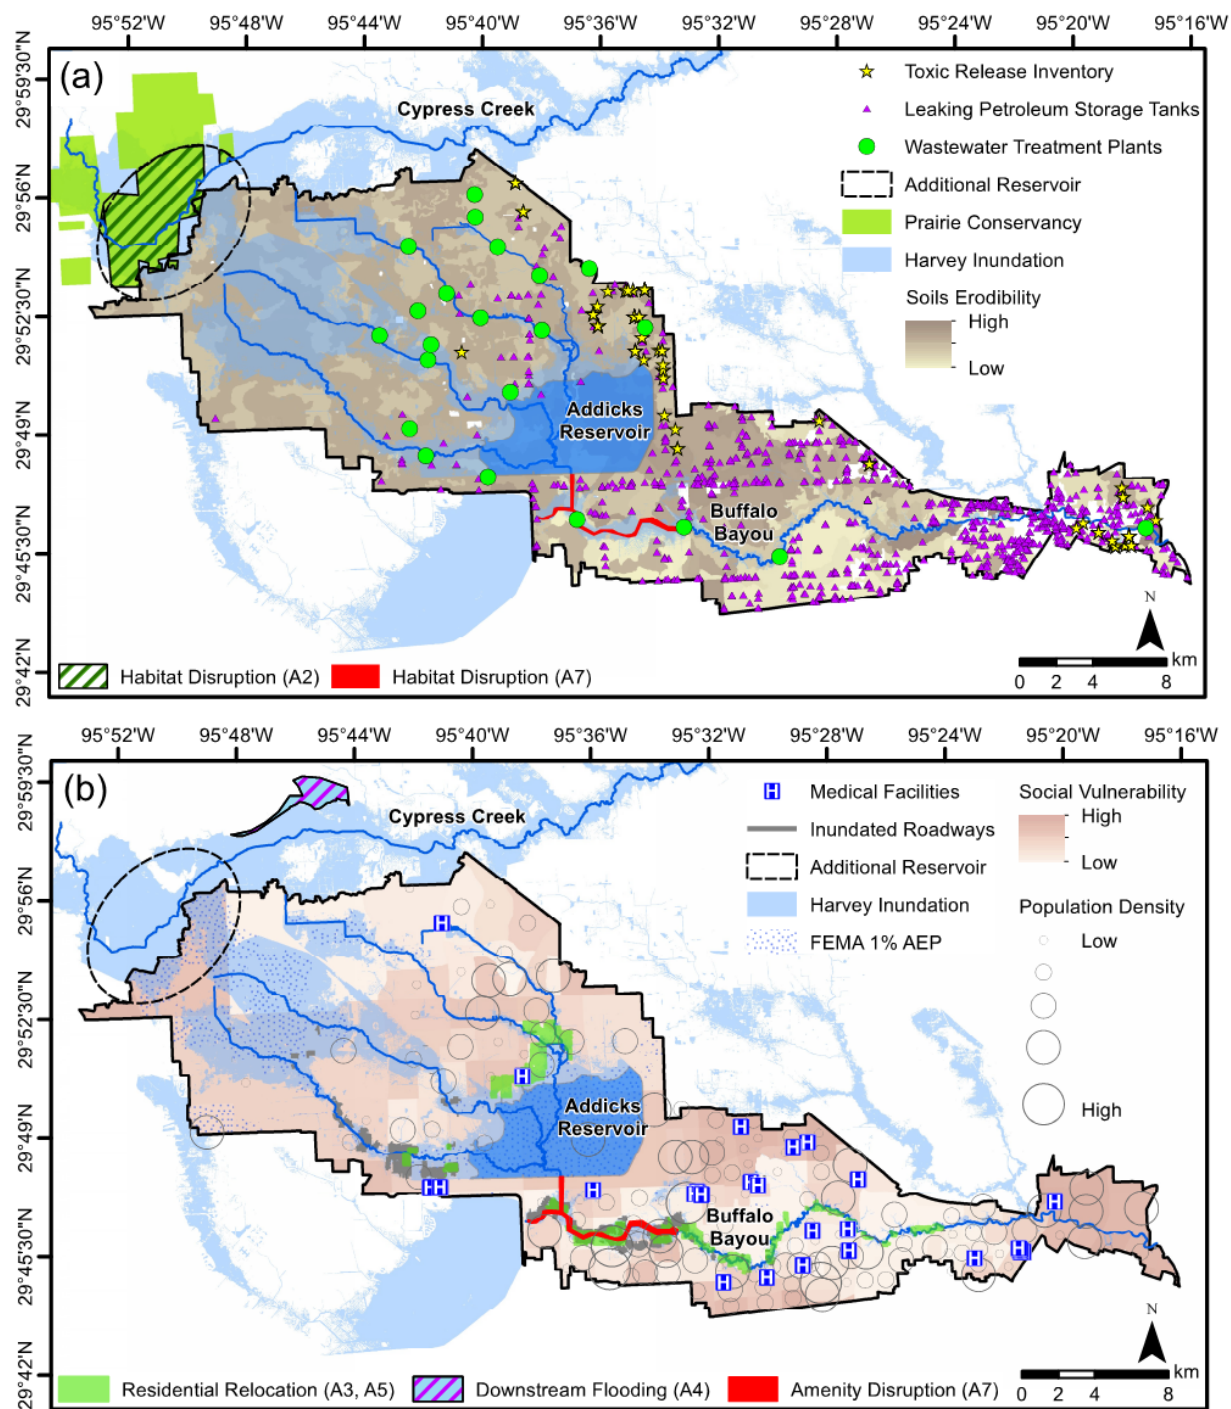 95°52'W 95°48'W 95°44'W 95°40'W 95°36'W 95°32'W 95°28'W 95°24'W 95°20'W 95°16'W
29°59'30"N
29°56'N
29°52'30"N
29°49'N
29°45'30"N
29°42'N
(a)
Cypress Creek
Toxic Release Inventory
Leaking Petroleum Storage Tanks
Wastewater Treatment Plants
Additional Reservoir
Prairie Conservancy
Harvey Inundation
Soils Erodibility
High
Low
Addicks
Reservoir
Buffalo
Bayou
N
km
0 2 4 8
Habitat Disruption (A2) Habitat Disruption (A7)
95°52'W 95°48'W 95°44'W 95°40'W 95°36'W 95°32'W 95°28'W 95°24'W 95°20'W 95°16'W
29°59'30"N
29°56'N
29°52'30"N
29°49'N
29°45'30"N
29°42'N
(b)
Cypress Creek
H Medical Facilities
Inundated Roadways
Additional Reservoir
Harvey Inundation
FEMA 1% AEP
Social Vulnerability
High
Low
Population Density
Low
High
Addicks
Reservoir
Buffalo
Bayou
N
km
0 2 4 8
Residential Relocation (A3, A5) Downstream Flooding (A4) Amenity Disruption (A7)